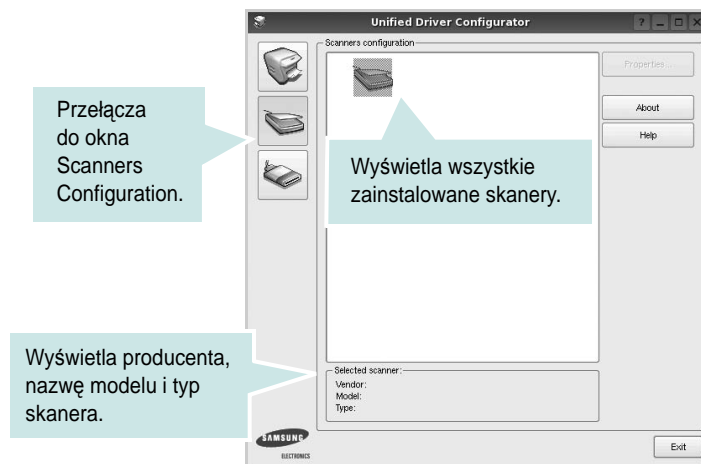 Unified Driver Configurator
Scanners configuration
Properties...
About
Help
Przełącza
do okna
Scanners
Configuration.
Wyświetla wszystkie
zainstalowane skanery.
Wyświetla producenta,
nazwę modelu i typ
skanera.
Selected scanner:
Vendor:
Model:
Type:
SAMSUNG
ELECTRONICS
Exit